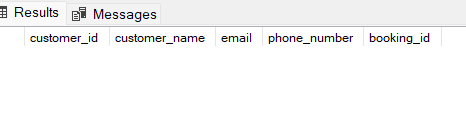 Results Messages
customer_id customer_name email phone_number booking_id